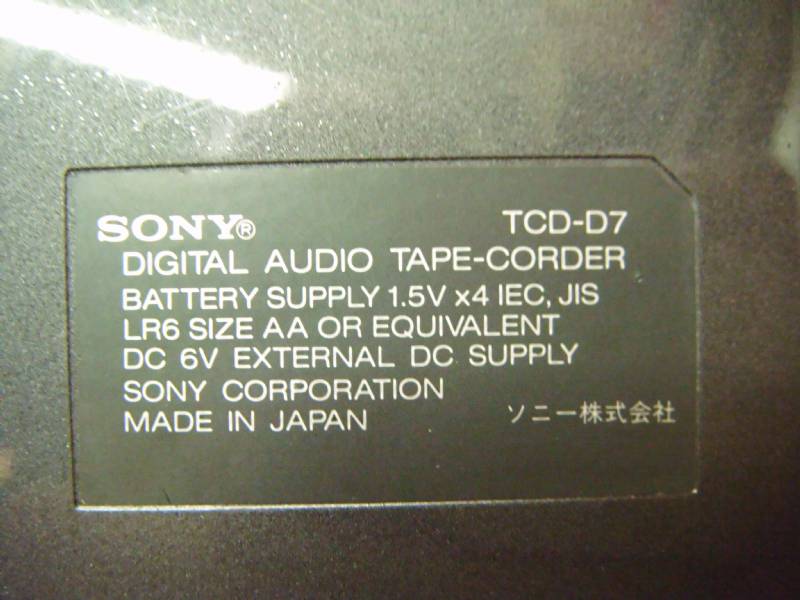 SONY® TCD-D7
DIGITAL AUDIO TAPE-CORDER
BATTERY SUPPLY 1.5V x4 IEC, JIS
LR6 SIZE AA OR EQUIVALENT
DC 6V EXTERNAL DC SUPPLY
SONY CORPORATION
MADE IN JAPAN ソニー株式会社